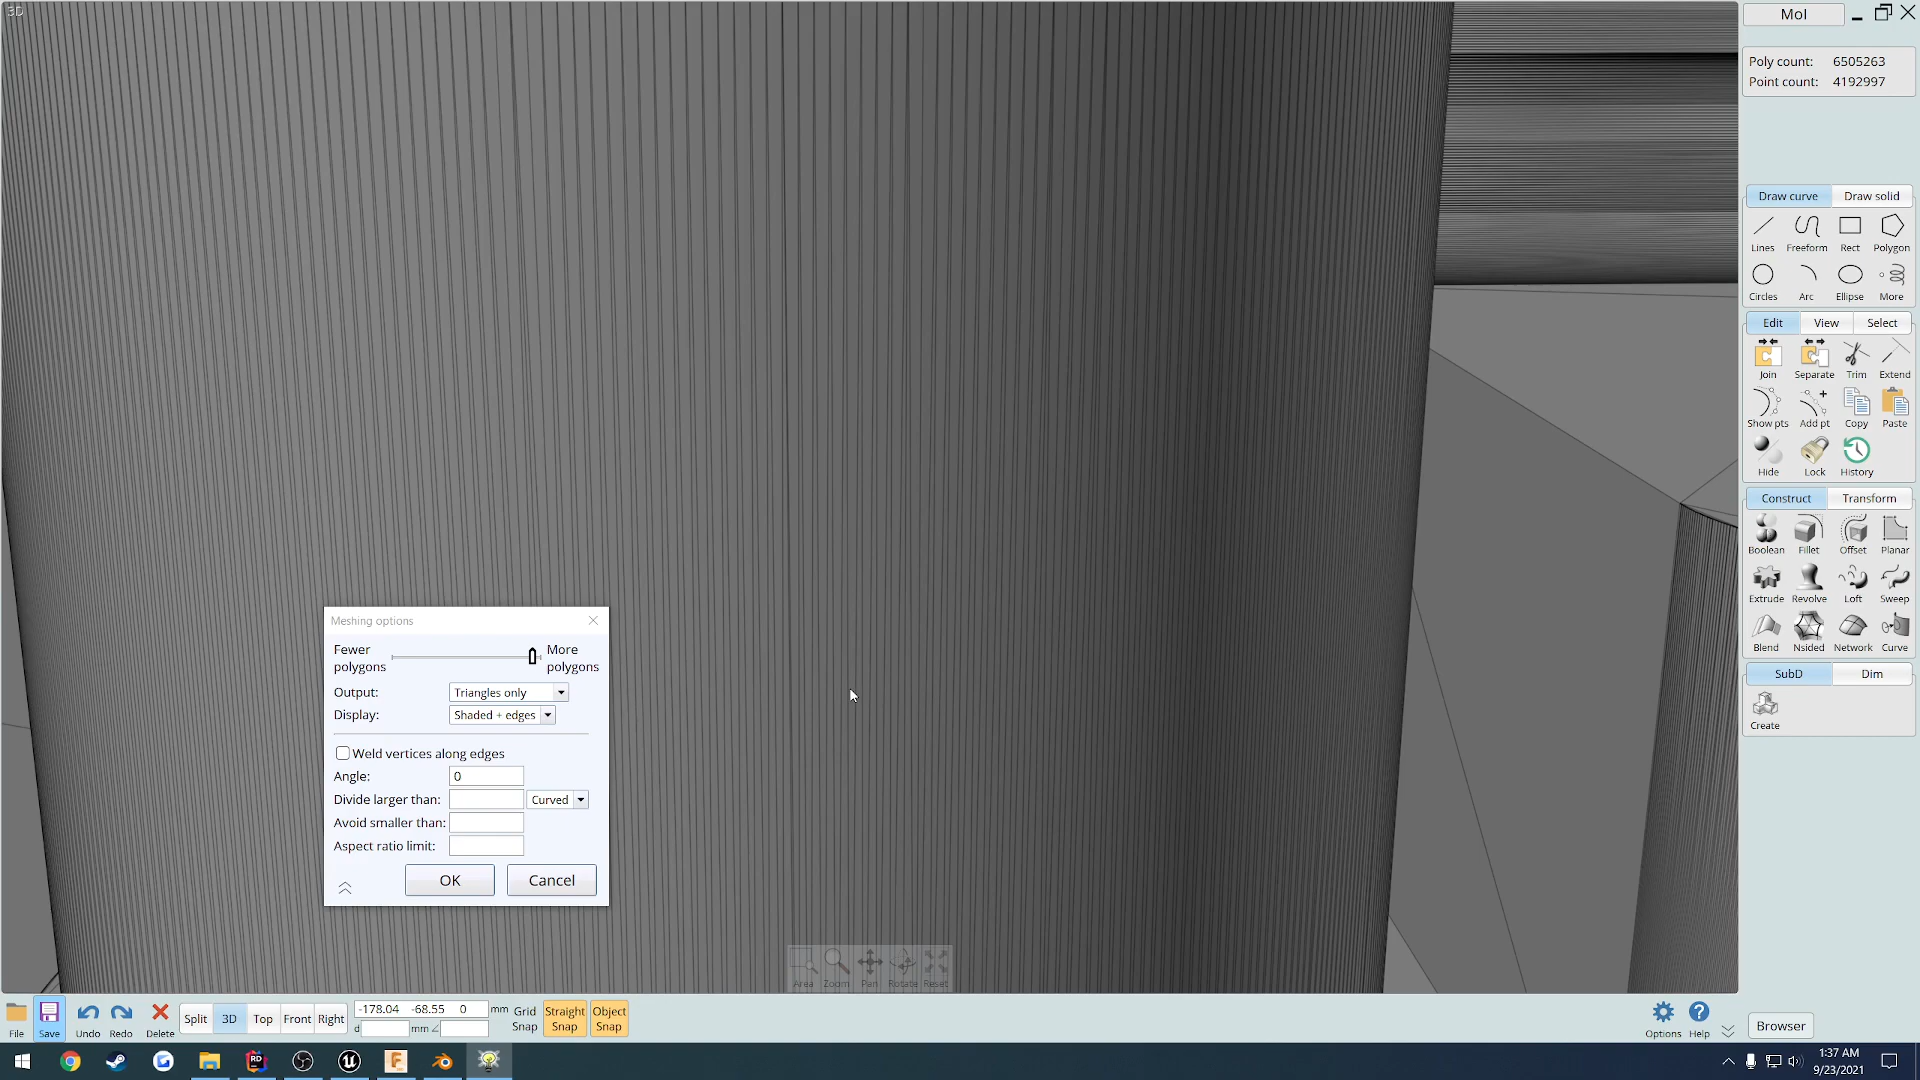 3D
MoI
Poly count: 6505263
Point count: 4192997
Draw curve Draw solid
Lines Freeform Rect Polygon
Circles Arc Ellipse More
Edit View Select
Join Separate Trim Extend
Show pts Add pt Copy Paste
Hide Lock History
Construct Transform
Boolean Fillet Offset Planar
Extrude Revolve Loft Sweep
Blend Nsided Network Curve
SubD Dim
Create
Meshing options
Fewer polygons More polygons
Output: Triangles only
Display: Shaded + edges
Weld vertices along edges
Angle: 0
Divide larger than: Curved
Avoid smaller than:
Aspect ratio limit:
OK Cancel
Area Zoom Pan Rotate Reset
File Save Undo Redo Delete Split 3D Top Front Right -178.04 -68.55 0 mm Grid Snap Straight Snap Object Snap Options Help Browser
d mm
RD
1:37 AM
9/23/2021